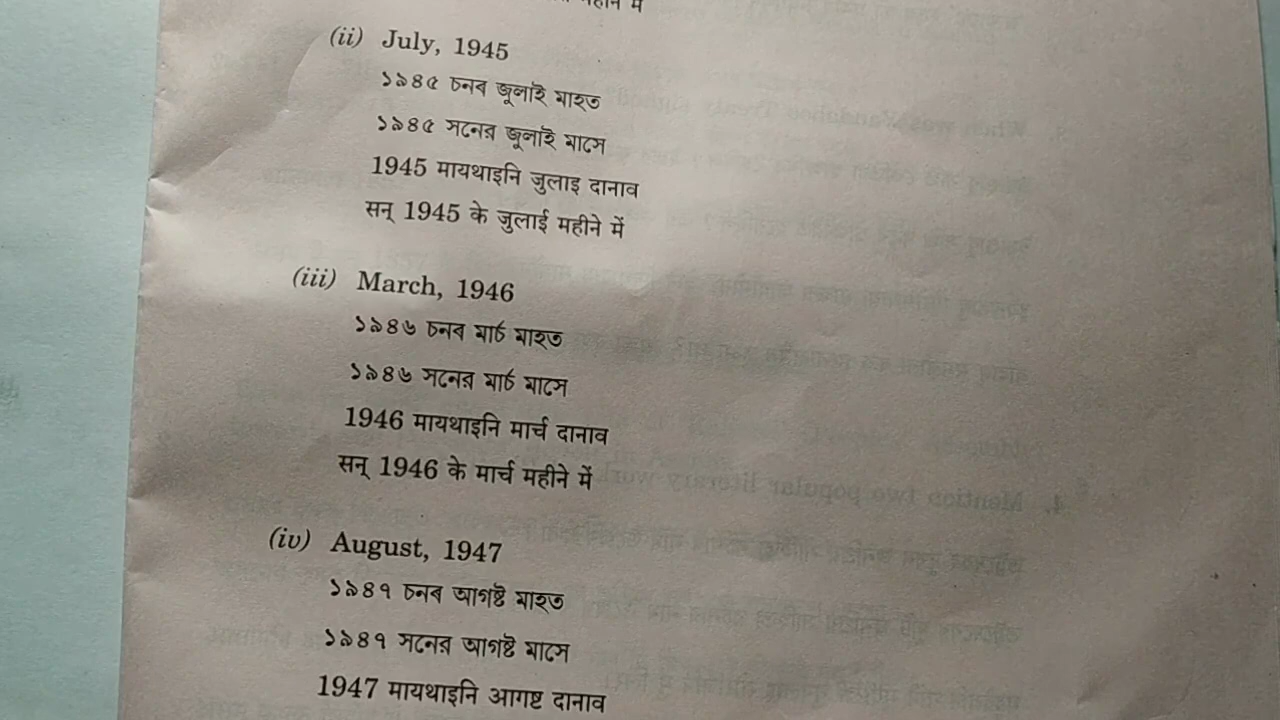 महीने में
(ii) July, 1945
১৯৪৫ চনৰ জুলাই মাহত
১৯৪৫ সনের জুলাই মাসে
1945 मायथाइनि जुलाइ दानाव
सन् 1945 के जुलाई महीने में
(iii) March, 1946
১৯৪৬ চনৰ মাৰ্চ মাহত
১৯৪৬ সনের মার্চ মাসে
1946 मायथाइनि मार्च दानाव
सन् 1946 के मार्च महीने में
(iv) August, 1947
১৯৪৭ চনৰ আগষ্ট মাহত
১৯৪৭ সনের আগষ্ট মাসে
1947 मायथाइनि आगष्ट दानाव